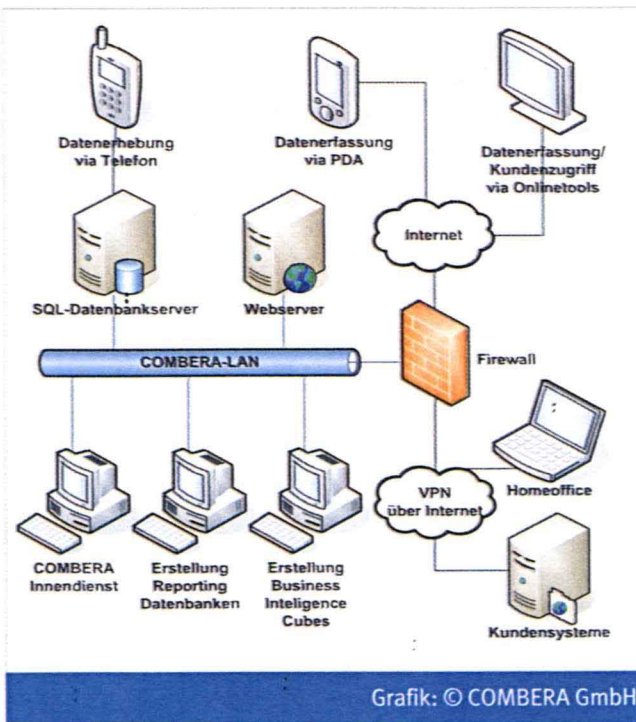 Datenerhebung
via Telefon
Datenerfassung
via PDA
Datenerfassung/
Kundenzugriff
via Onlinetools
Internet
SQL-Datenbankserver
Webserver
COMBERA-LAN
Firewall
VPN
über Internet
Homeoffice
COMBERA
Innendienst
Erstellung
Reporting
Datenbanken
Erstellung
Business
Inteligence
Cubes
Kundensysteme
Grafik: © COMBERA GmbH